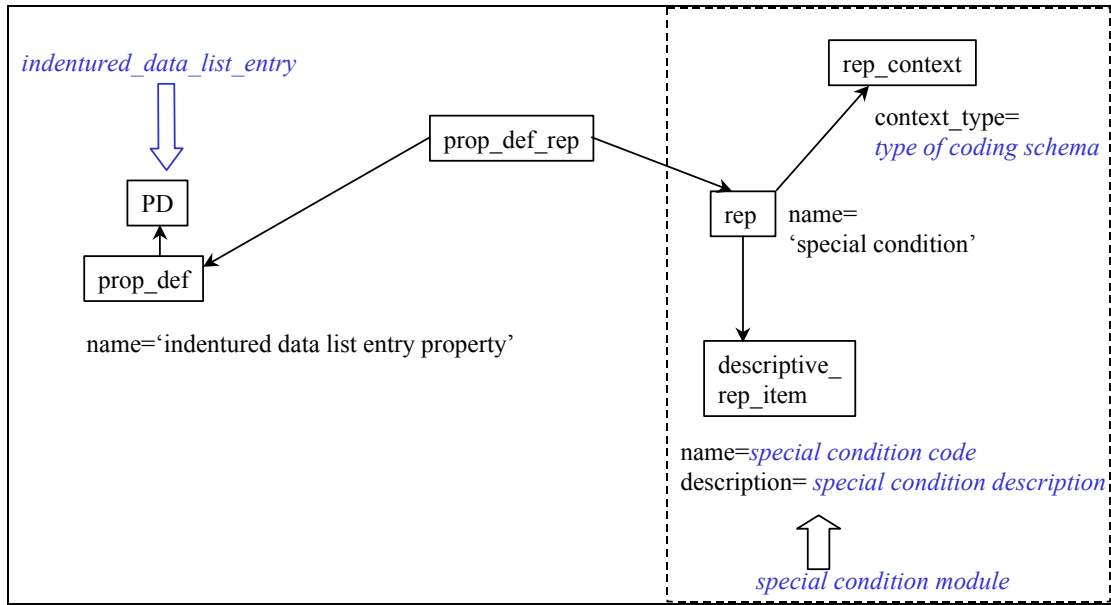 indentured_data_list_entry
rep_context
context_type=
type of coding schema
prop_def_rep
PD
rep
name=
‘special condition’
prop_def
name=‘indentured data list entry property’
descriptive_
rep_item
name=special condition code
description= special condition description
special condition module